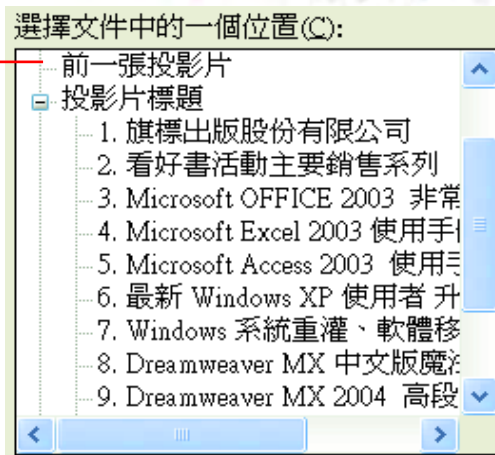 選擇文件中的一個位置(C):
前一張投影片
投影片標題
1. 旗標出版股份有限公司
2. 看好書活動主要銷售系列
3. Microsoft OFFICE 2003 非常
4. Microsoft Excel 2003 使用手
5. Microsoft Access 2003 使用
6. 最新 Windows XP 使用者 升
7. Windows 系統重灌、軟體移
8. Dreamweaver MX 中文版魔
9. Dreamweaver MX 2004 高段